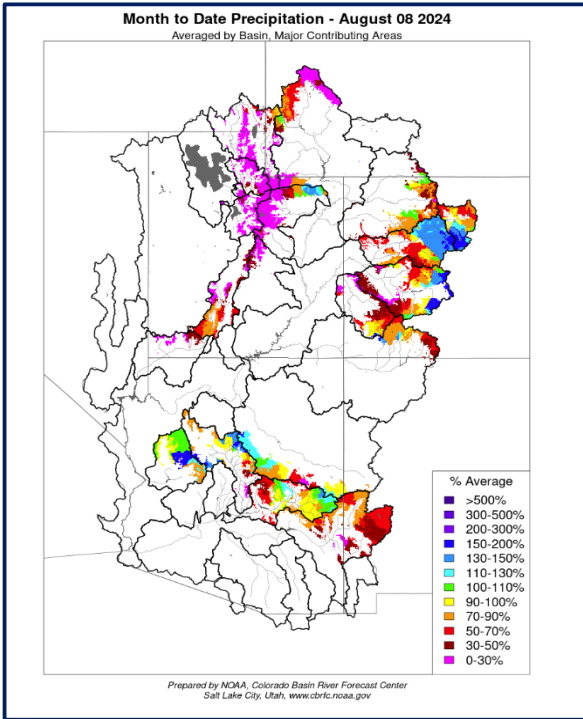 Month to Date Precipitation - August 08 2024
Averaged by Basin, Major Contributing Areas
% Average
>500%
300-500%
200-300%
150-200%
130-150%
110-130%
100-110%
90-100%
70-90%
50-70%
30-50%
0-30%
Prepared by NOAA, Colorado Basin River Forecast Center
Salt Lake City, Utah, www.cbrfc.noaa.gov